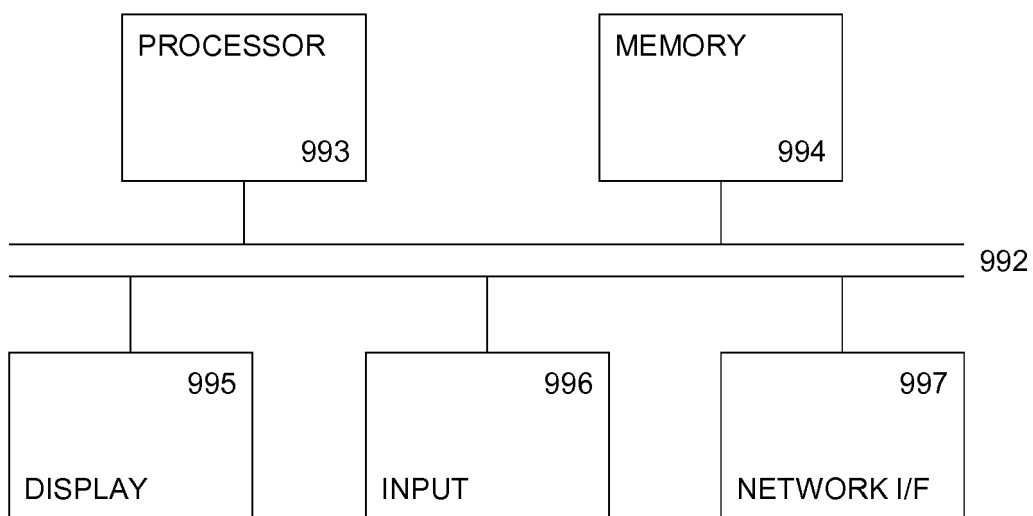 PROCESSOR
993
MEMORY
994
992
995
DISPLAY
996
INPUT
997
NETWORK I/F